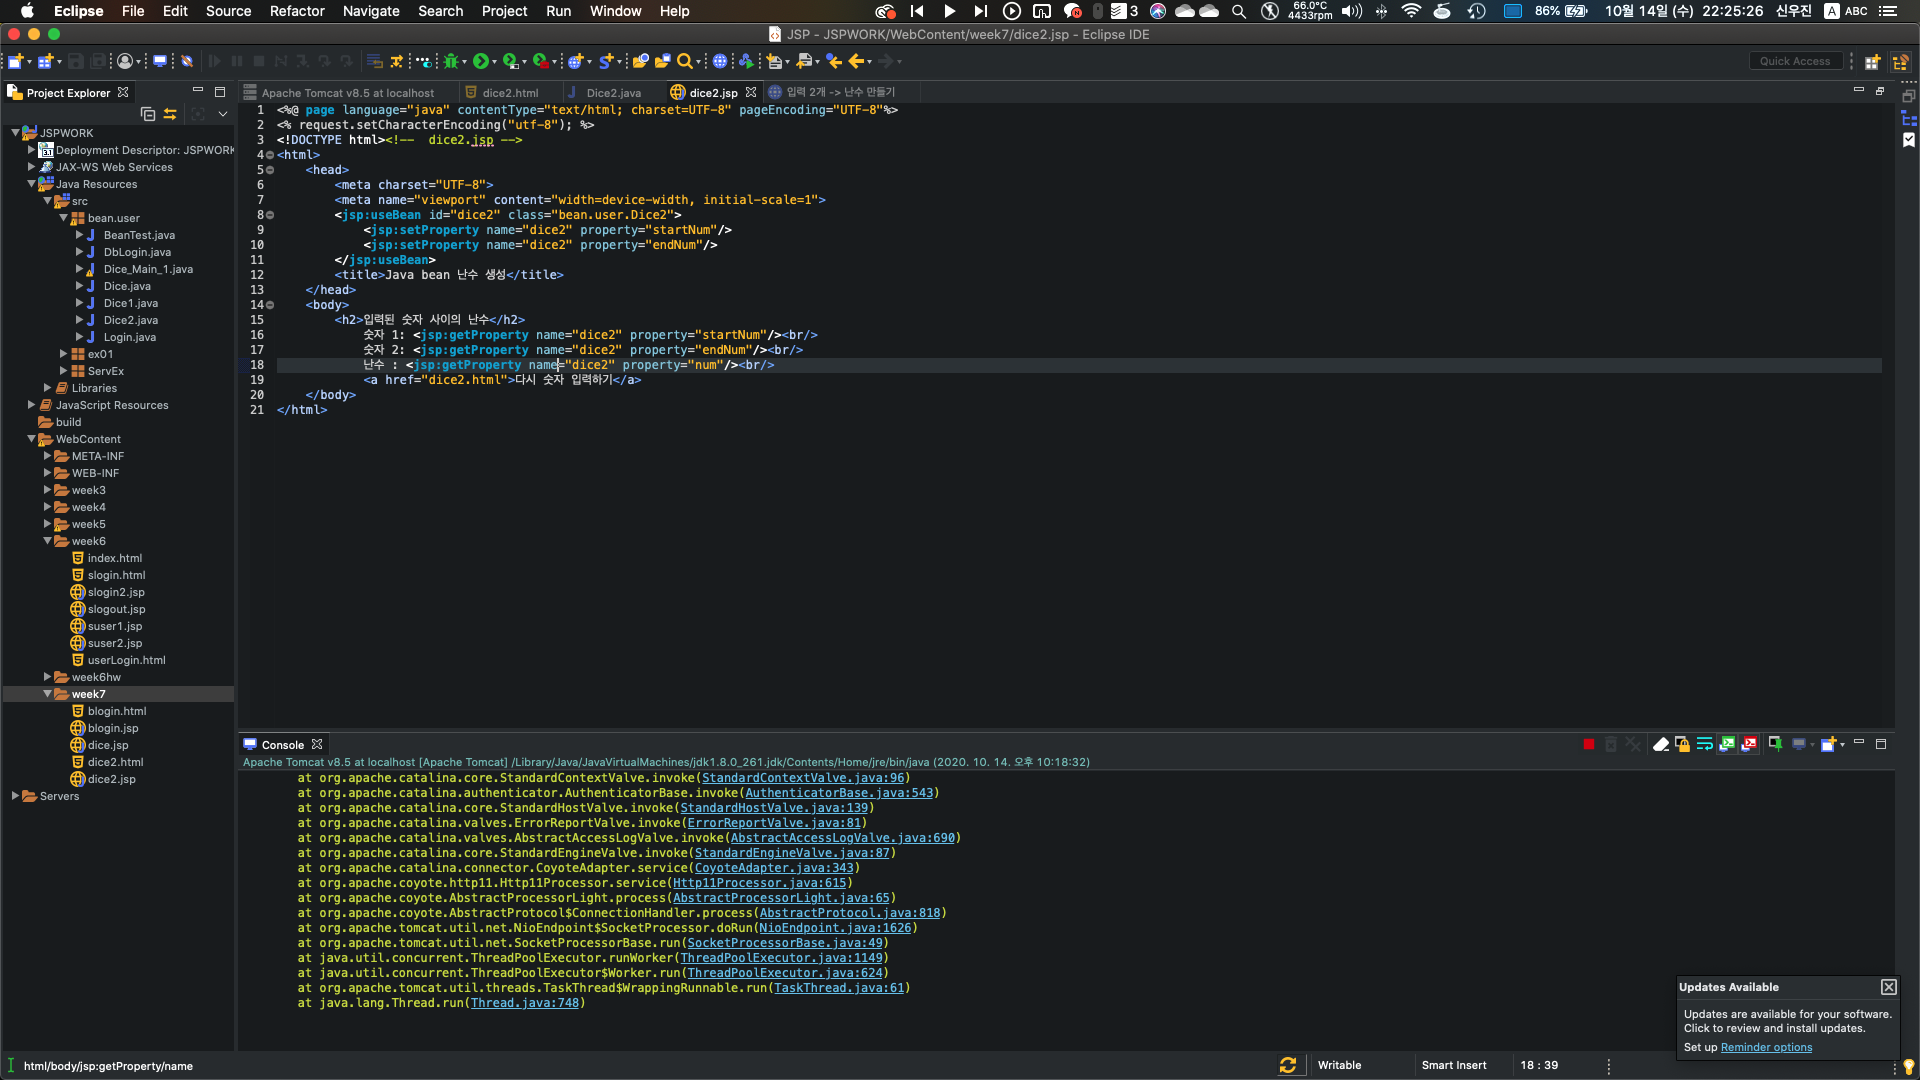 Eclipse File Edit Source Refactor Navigate Search Project Run Window Help
3 66.0°C 4433rpm 86% 10월 14일 (수) 22:25:26 신우진 A ABC
JSP - JSPWORK/WebContent/week7/dice2.jsp - Eclipse IDE
Quick Access
Project Explorer
JSPWORK
Deployment Descriptor: JSPWORK
JAX-WS Web Services
Java Resources
src
bean.user
BeanTest.java
DbLogin.java
Dice_Main_1.java
Dice.java
Dice1.java
Dice2.java
Login.java
ex01
ServEx
Libraries
JavaScript Resources
build
WebContent
META-INF
WEB-INF
week3
week4
week5
week6
index.html
slogin.html
slogin2.jsp
slogout.jsp
suser1.jsp
suser2.jsp
userLogin.html
week6hw
week7
blogin.html
blogin.jsp
dice.jsp
dice2.html
dice2.jsp
Servers
Apache Tomcat v8.5 at localhost dice2.html Dice2.java dice2.jsp 입력 2개 -> 난수 만들기
1 <%@ page language="java" contentType="text/html; charset=UTF-8" pageEncoding="UTF-8"%>
2 <% request.setCharacterEncoding("utf-8"); %>
3 <!DOCTYPE html><!--  dice2.jsp -->
4 <html>
5     <head>
6         <meta charset="UTF-8">
7         <meta name="viewport" content="width=device-width, initial-scale=1">
8         <jsp:useBean id="dice2" class="bean.user.Dice2">
9             <jsp:setProperty name="dice2" property="startNum"/>
10             <jsp:setProperty name="dice2" property="endNum"/>
11         </jsp:useBean>
12         <title>Java bean 난수 생성</title>
13     </head>
14     <body>
15         <h2>입력된 숫자 사이의 난수</h2>
16             숫자 1: <jsp:getProperty name="dice2" property="startNum"/><br/>
17             숫자 2: <jsp:getProperty name="dice2" property="endNum"/><br/>
18             난수 : <jsp:getProperty name="dice2" property="num"/><br/>
19             <a href="dice2.html">다시 숫자 입력하기</a>
20     </body>
21 </html>
Console
Apache Tomcat v8.5 at localhost [Apache Tomcat] /Library/Java/JavaVirtualMachines/jdk1.8.0_261.jdk/Contents/Home/jre/bin/java (2020. 10. 14. 오후 10:18:32)
at org.apache.catalina.core.StandardContextValve.invoke(StandardContextValve.java:96)
at org.apache.catalina.authenticator.AuthenticatorBase.invoke(AuthenticatorBase.java:543)
at org.apache.catalina.core.StandardHostValve.invoke(StandardHostValve.java:139)
at org.apache.catalina.valves.ErrorReportValve.invoke(ErrorReportValve.java:81)
at org.apache.catalina.valves.AbstractAccessLogValve.invoke(AbstractAccessLogValve.java:690)
at org.apache.catalina.core.StandardEngineValve.invoke(StandardEngineValve.java:87)
at org.apache.catalina.connector.CoyoteAdapter.service(CoyoteAdapter.java:343)
at org.apache.coyote.http11.Http11Processor.service(Http11Processor.java:615)
at org.apache.coyote.AbstractProcessorLight.process(AbstractProcessorLight.java:65)
at org.apache.coyote.AbstractProtocol$ConnectionHandler.process(AbstractProtocol.java:818)
at org.apache.tomcat.util.net.NioEndpoint$SocketProcessor.doRun(NioEndpoint.java:1626)
at org.apache.tomcat.util.net.SocketProcessorBase.run(SocketProcessorBase.java:49)
at java.util.concurrent.ThreadPoolExecutor.runWorker(ThreadPoolExecutor.java:1149)
at java.util.concurrent.ThreadPoolExecutor$Worker.run(ThreadPoolExecutor.java:624)
at org.apache.tomcat.util.threads.TaskThread$WrappingRunnable.run(TaskThread.java:61)
at java.lang.Thread.run(Thread.java:748)
Updates Available
Updates are available for your software.
Click to review and install updates.
Set up Reminder options
html/body/jsp:getProperty/name Writable Smart Insert 18 : 39